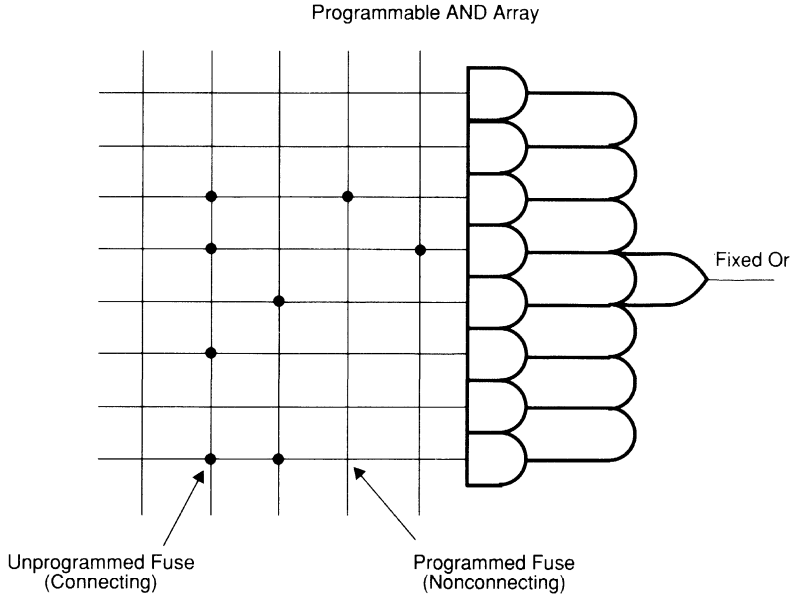 Programmable AND Array
Fixed Or
Unprogrammed Fuse
(Connecting)
Programmed Fuse
(Nonconnecting)